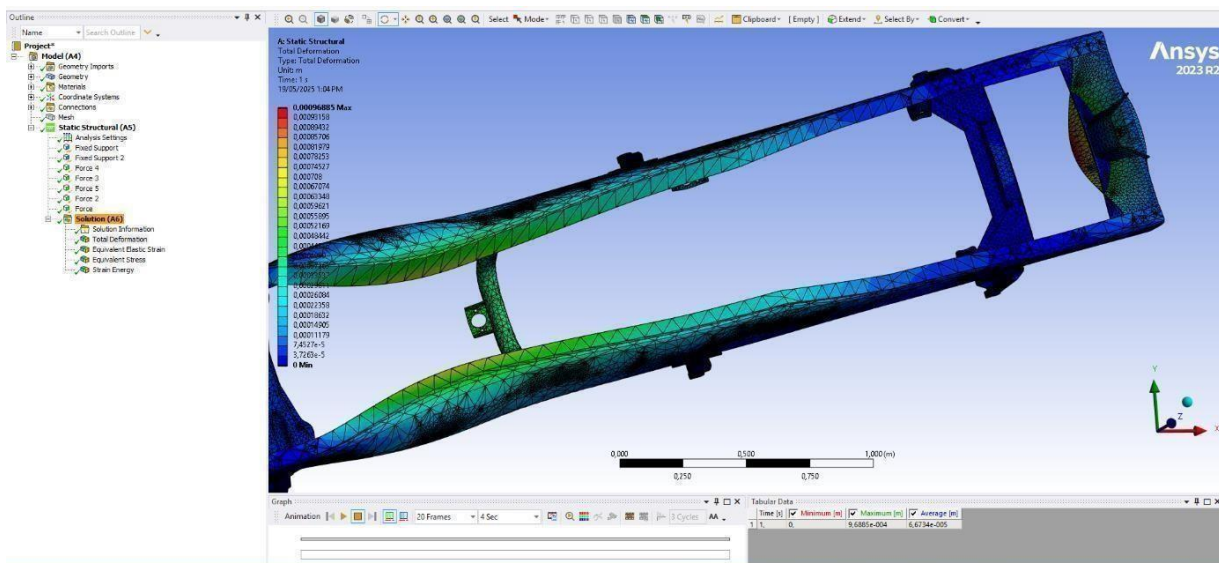 Outline
Name
Search Outline
Project*
Model (A4)
Geometry Imports
Geometry
Materials
Coordinate Systems
Connections
Mesh
Static Structural (A5)
Analysis Settings
Fixed Support
Fixed Support 2
Force 4
Force 3
Force 5
Force 2
Force
Solution (A6)
Solution Information
Total Deformation
Equivalent Elastic Strain
Equivalent Stress
Strain Energy
Select Mode Clipboard [Empty] Extend Select By Convert
A: Static Structural
Total Deformation
Type: Total Deformation
Unit: m
Time: 1 s
19/05/2025 1:04 PM
0,00096885 Max
0,00093158
0,00089432
0,00085706
0,00081979
0,00078253
0,00074527
0,000708
0,00067074
0,00063348
0,00059621
0,00055895
0,00052169
0,00048442
0,00026084
0,00022358
0,00018632
0,00014905
0,00011179
7,4527e-5
3,7263e-5
0 Min
Ansys
2023 R2
Y
Z
X
0,000 0,500 1,000 (m)
0,250 0,750
Graph
Animation 20 Frames 4 Sec 3 Cycles AA
Tabular Data
Time [s] Minimum [m] Maximum [m] Average [m]
1 1, 0, 9,6885e-004 6,6734e-005